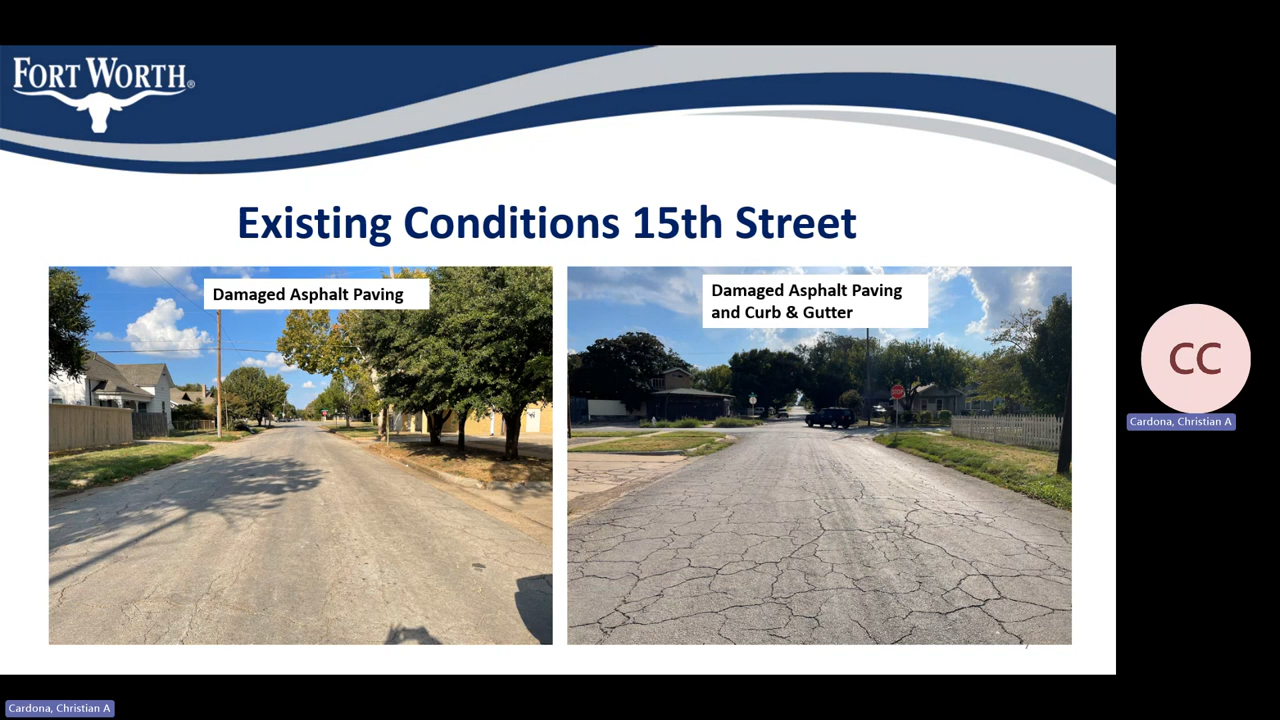 FORT WORTH®
Existing Conditions 15th Street
Damaged Asphalt Paving
Damaged Asphalt Paving
and Curb & Gutter
STOP
CC
Cardona, Christian A
Cardona, Christian A